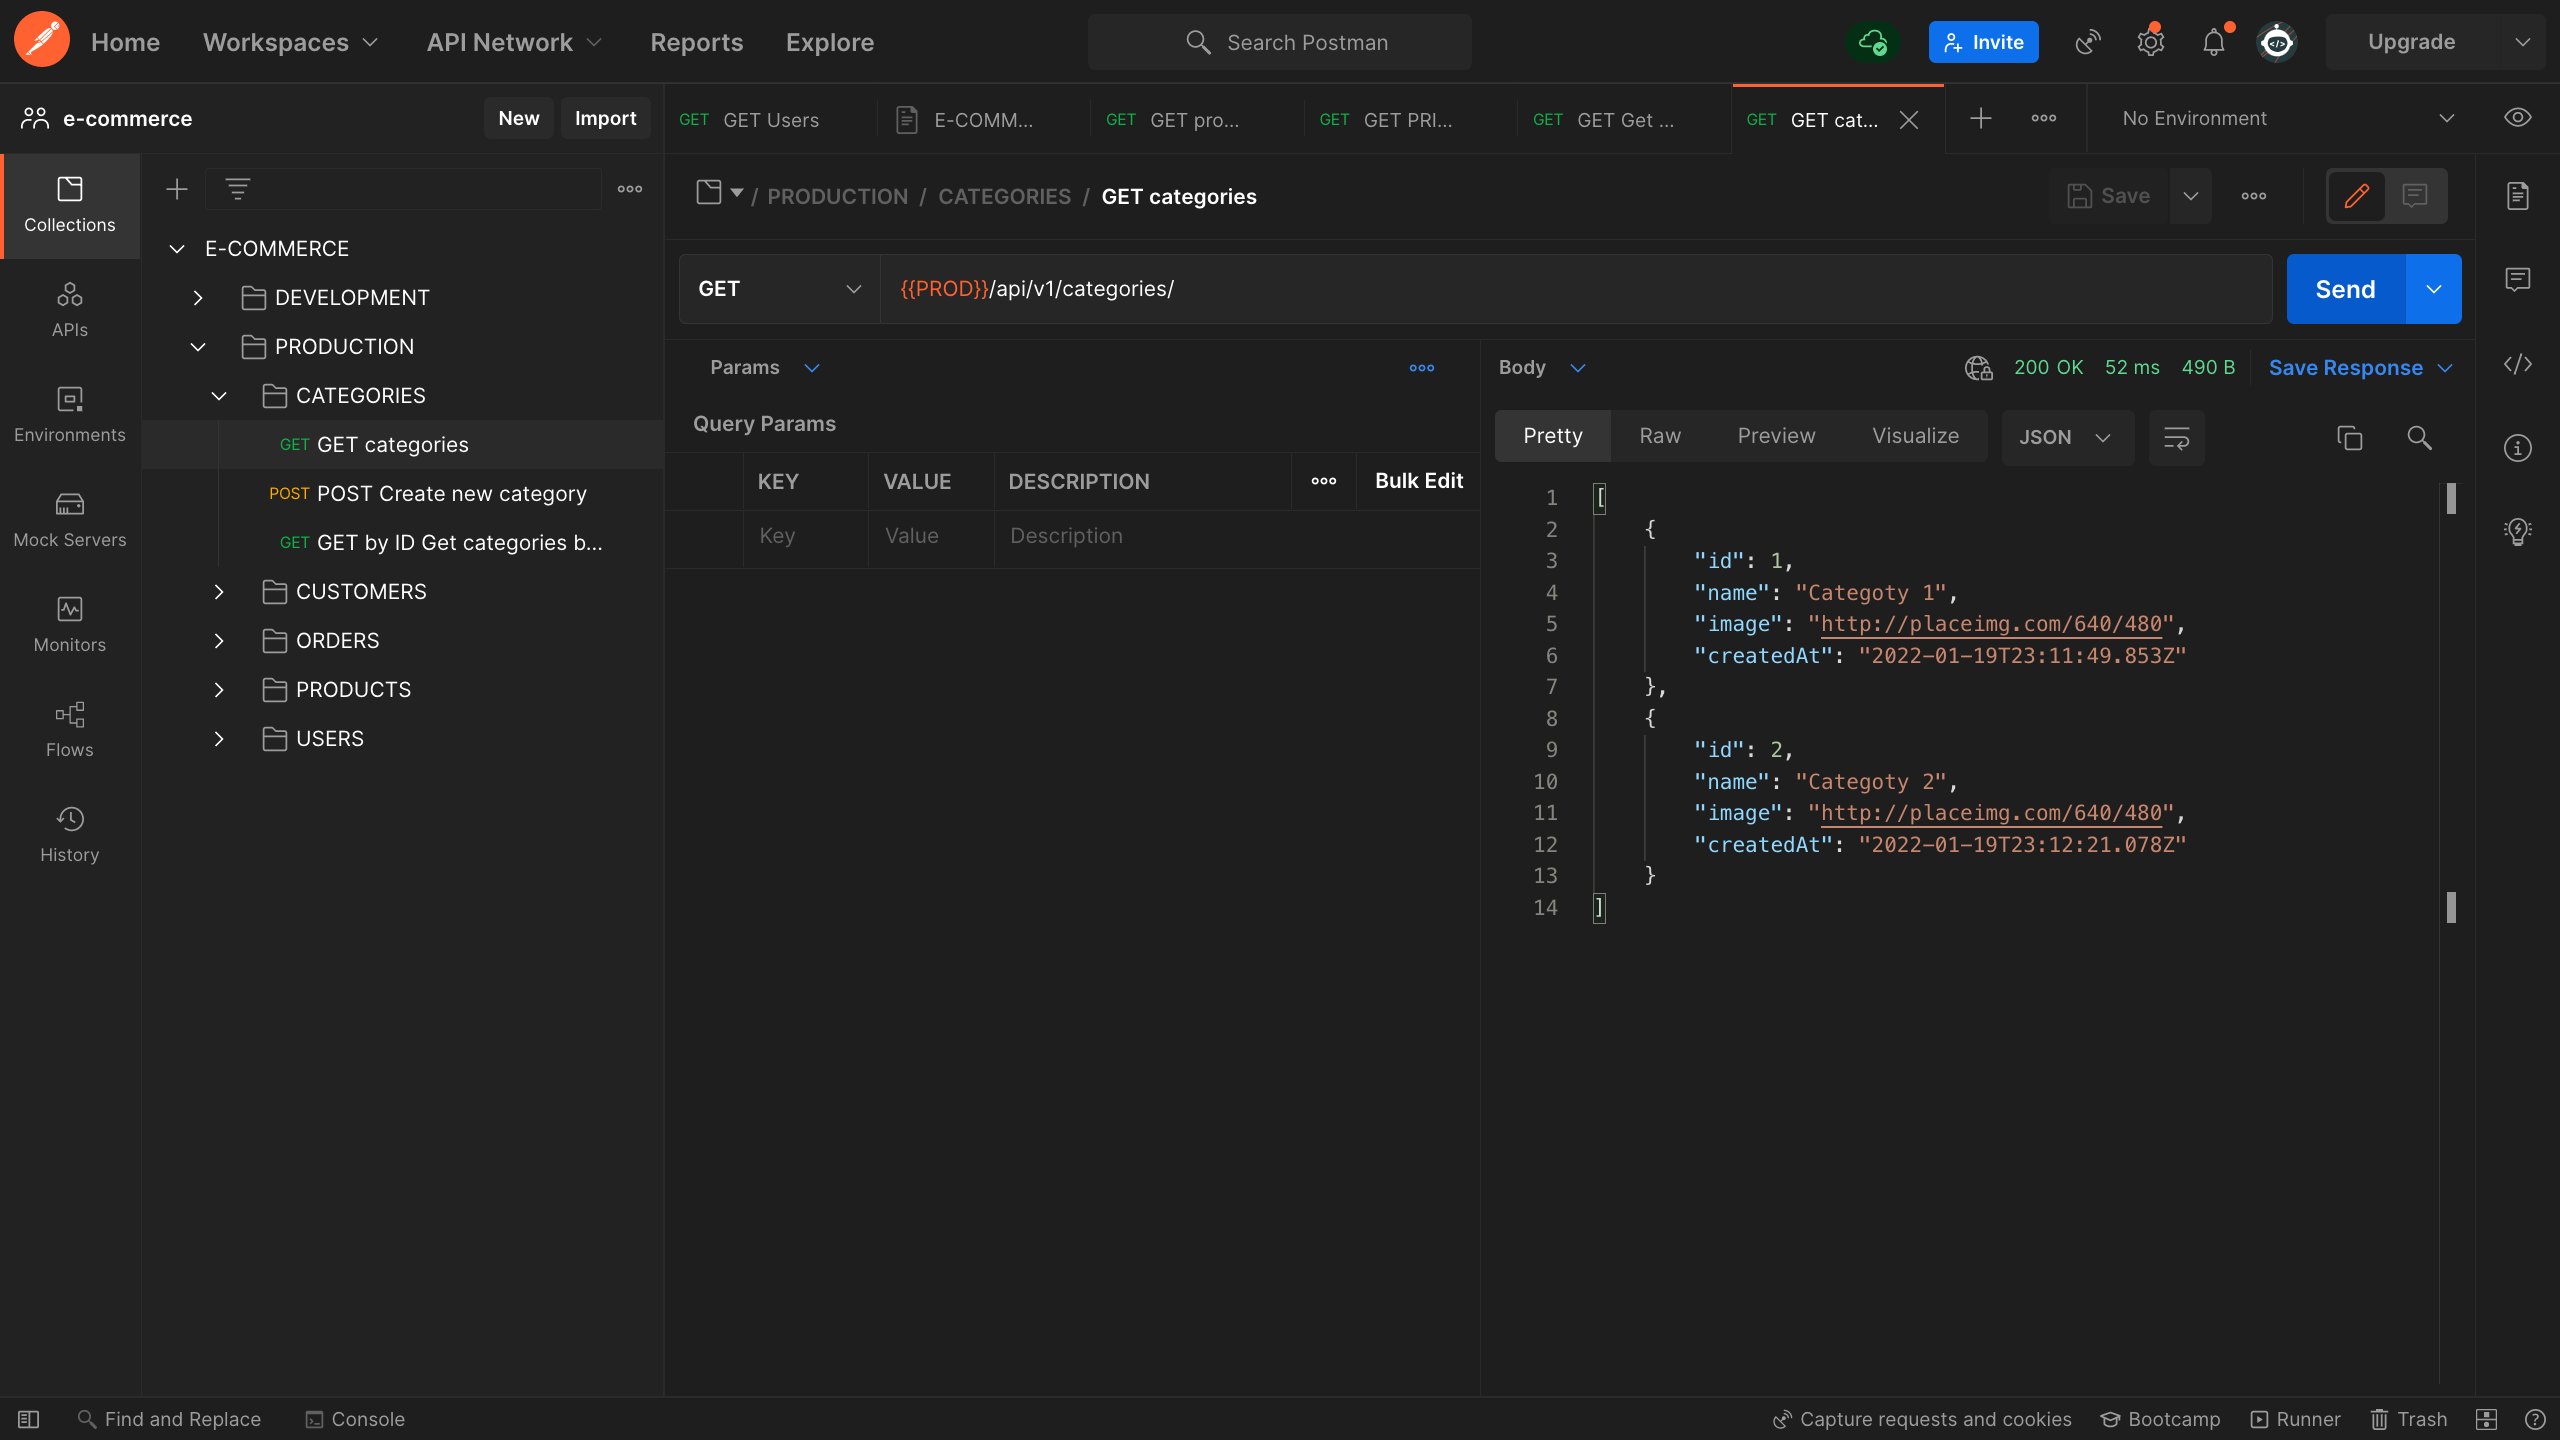 Home Workspaces API Network Reports Explore Search Postman Invite Upgrade
e-commerce New Import
GET GET Users E-COMM... GET GET pro... GET GET PRI... GET GET Get ... GET GET cat... No Environment
Collections
APIs
Environments
Mock Servers
Monitors
Flows
History
E-COMMERCE
DEVELOPMENT
PRODUCTION
CATEGORIES
GET GET categories
POST POST Create new category
GET GET by ID Get categories b...
CUSTOMERS
ORDERS
PRODUCTS
USERS
/ PRODUCTION / CATEGORIES / GET categories Save
GET {{PROD}}/api/v1/categories/ Send
Params
Query Params
KEY VALUE DESCRIPTION Bulk Edit
Key Value Description
Body 200 OK 52 ms 490 B Save Response
Pretty Raw Preview Visualize JSON
1 [
2 {
3 "id": 1,
4 "name": "Categoty 1",
5 "image": "http://placeimg.com/640/480",
6 "createdAt": "2022-01-19T23:11:49.853Z"
7 },
8 {
9 "id": 2,
10 "name": "Categoty 2",
11 "image": "http://placeimg.com/640/480",
12 "createdAt": "2022-01-19T23:12:21.078Z"
13 }
14 ]
Find and Replace Console Capture requests and cookies Bootcamp Runner Trash